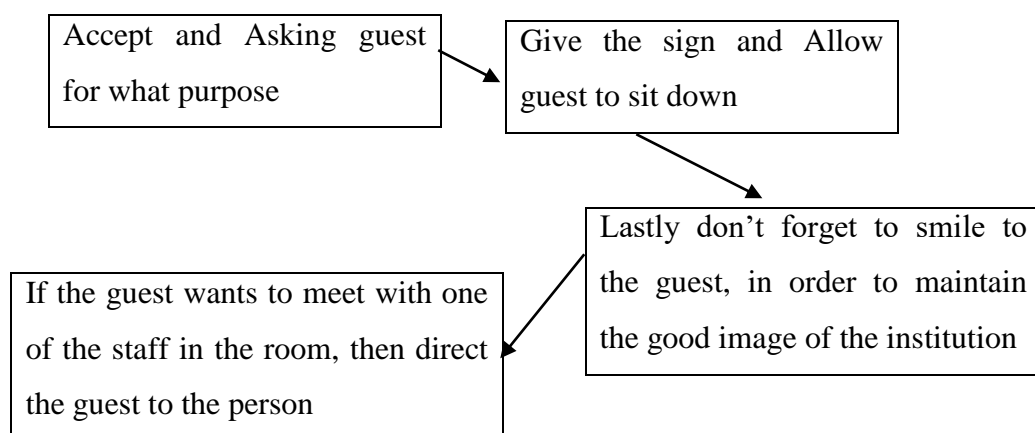 Accept and Asking guest
for what purpose
Give the sign and Allow
guest to sit down
Lastly don’t forget to smile to
the guest, in order to maintain
the good image of the institution
If the guest wants to meet with one
of the staff in the room, then direct
the guest to the person